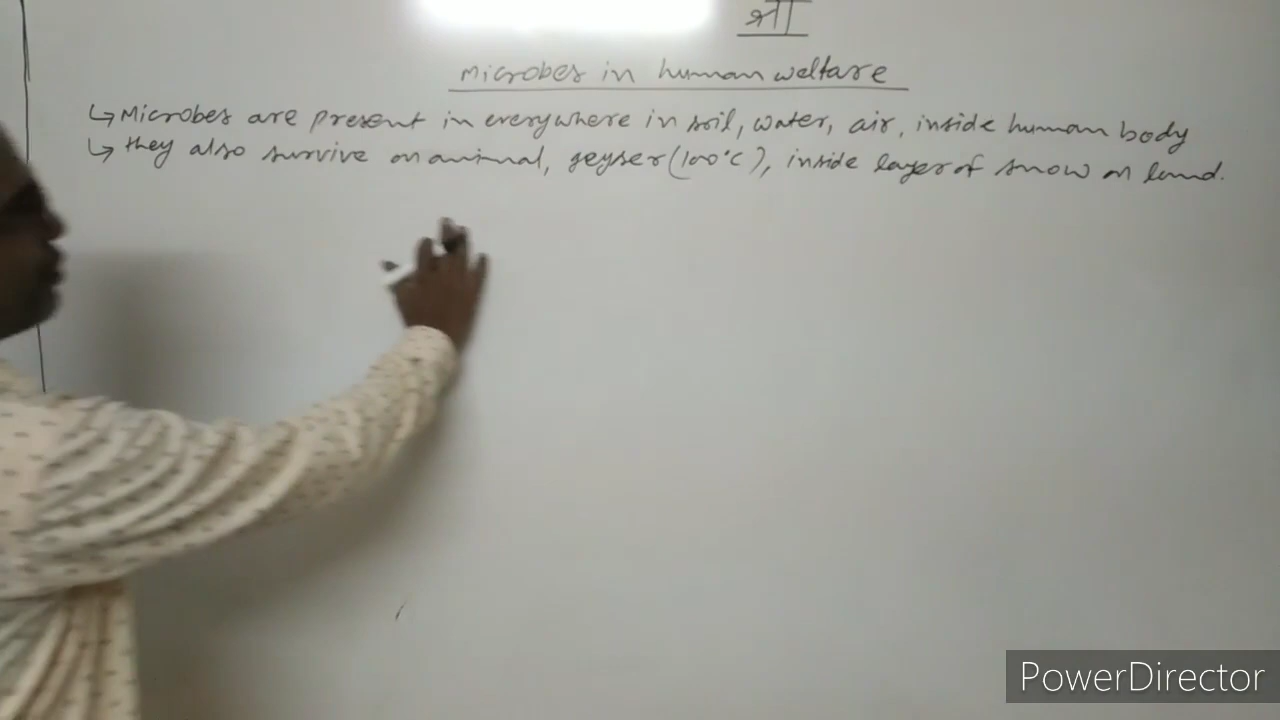 श्री
Microbes in human welfare
↳ Microbes are present in everywhere in soil, water, air, inside human body
↳ they also survive on animal, geyser (100°C), inside layer of snow on land.
PowerDirector